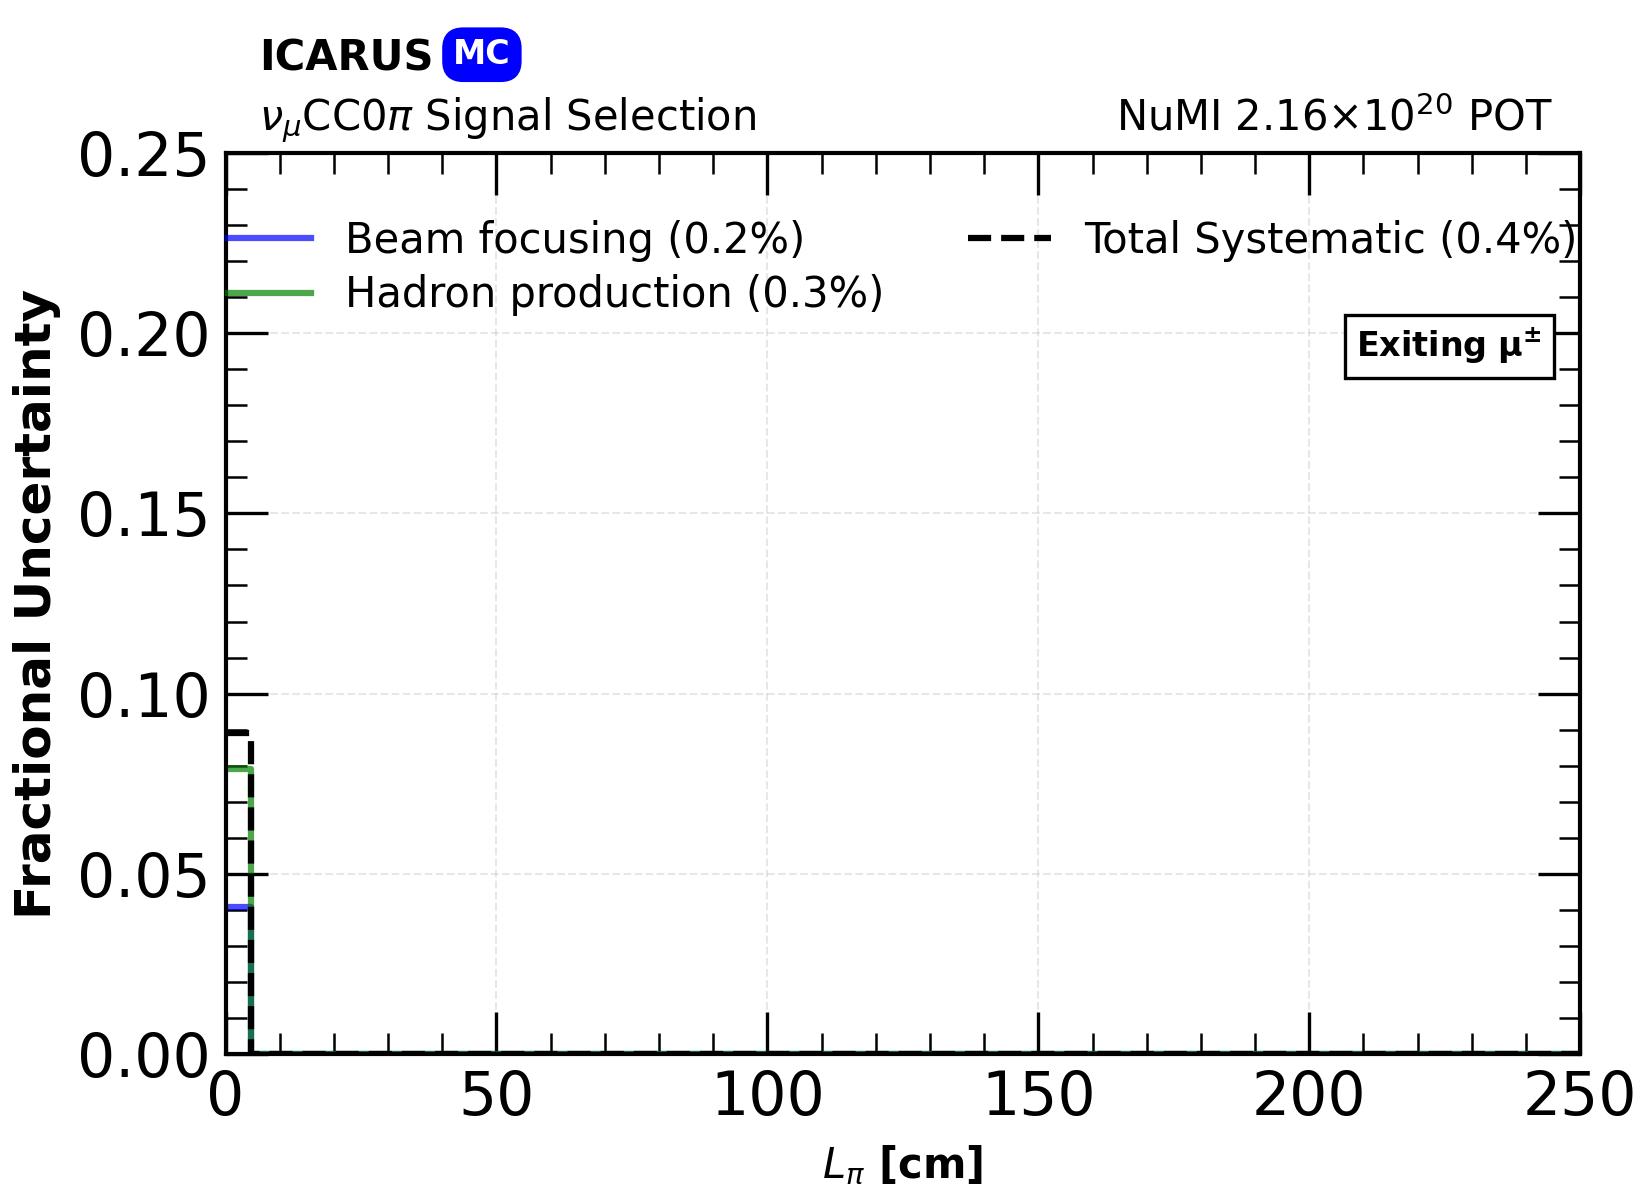 ICARUS MC
νμCC0π Signal Selection
NuMI 2.16×10²⁰ POT
Beam focusing (0.2%)
Hadron production (0.3%)
Total Systematic (0.4%)
Exiting μ±
Fractional Uncertainty
0.25
0.20
0.15
0.10
0.05
0.00
0 50 100 150 200 250
Lπ [cm]